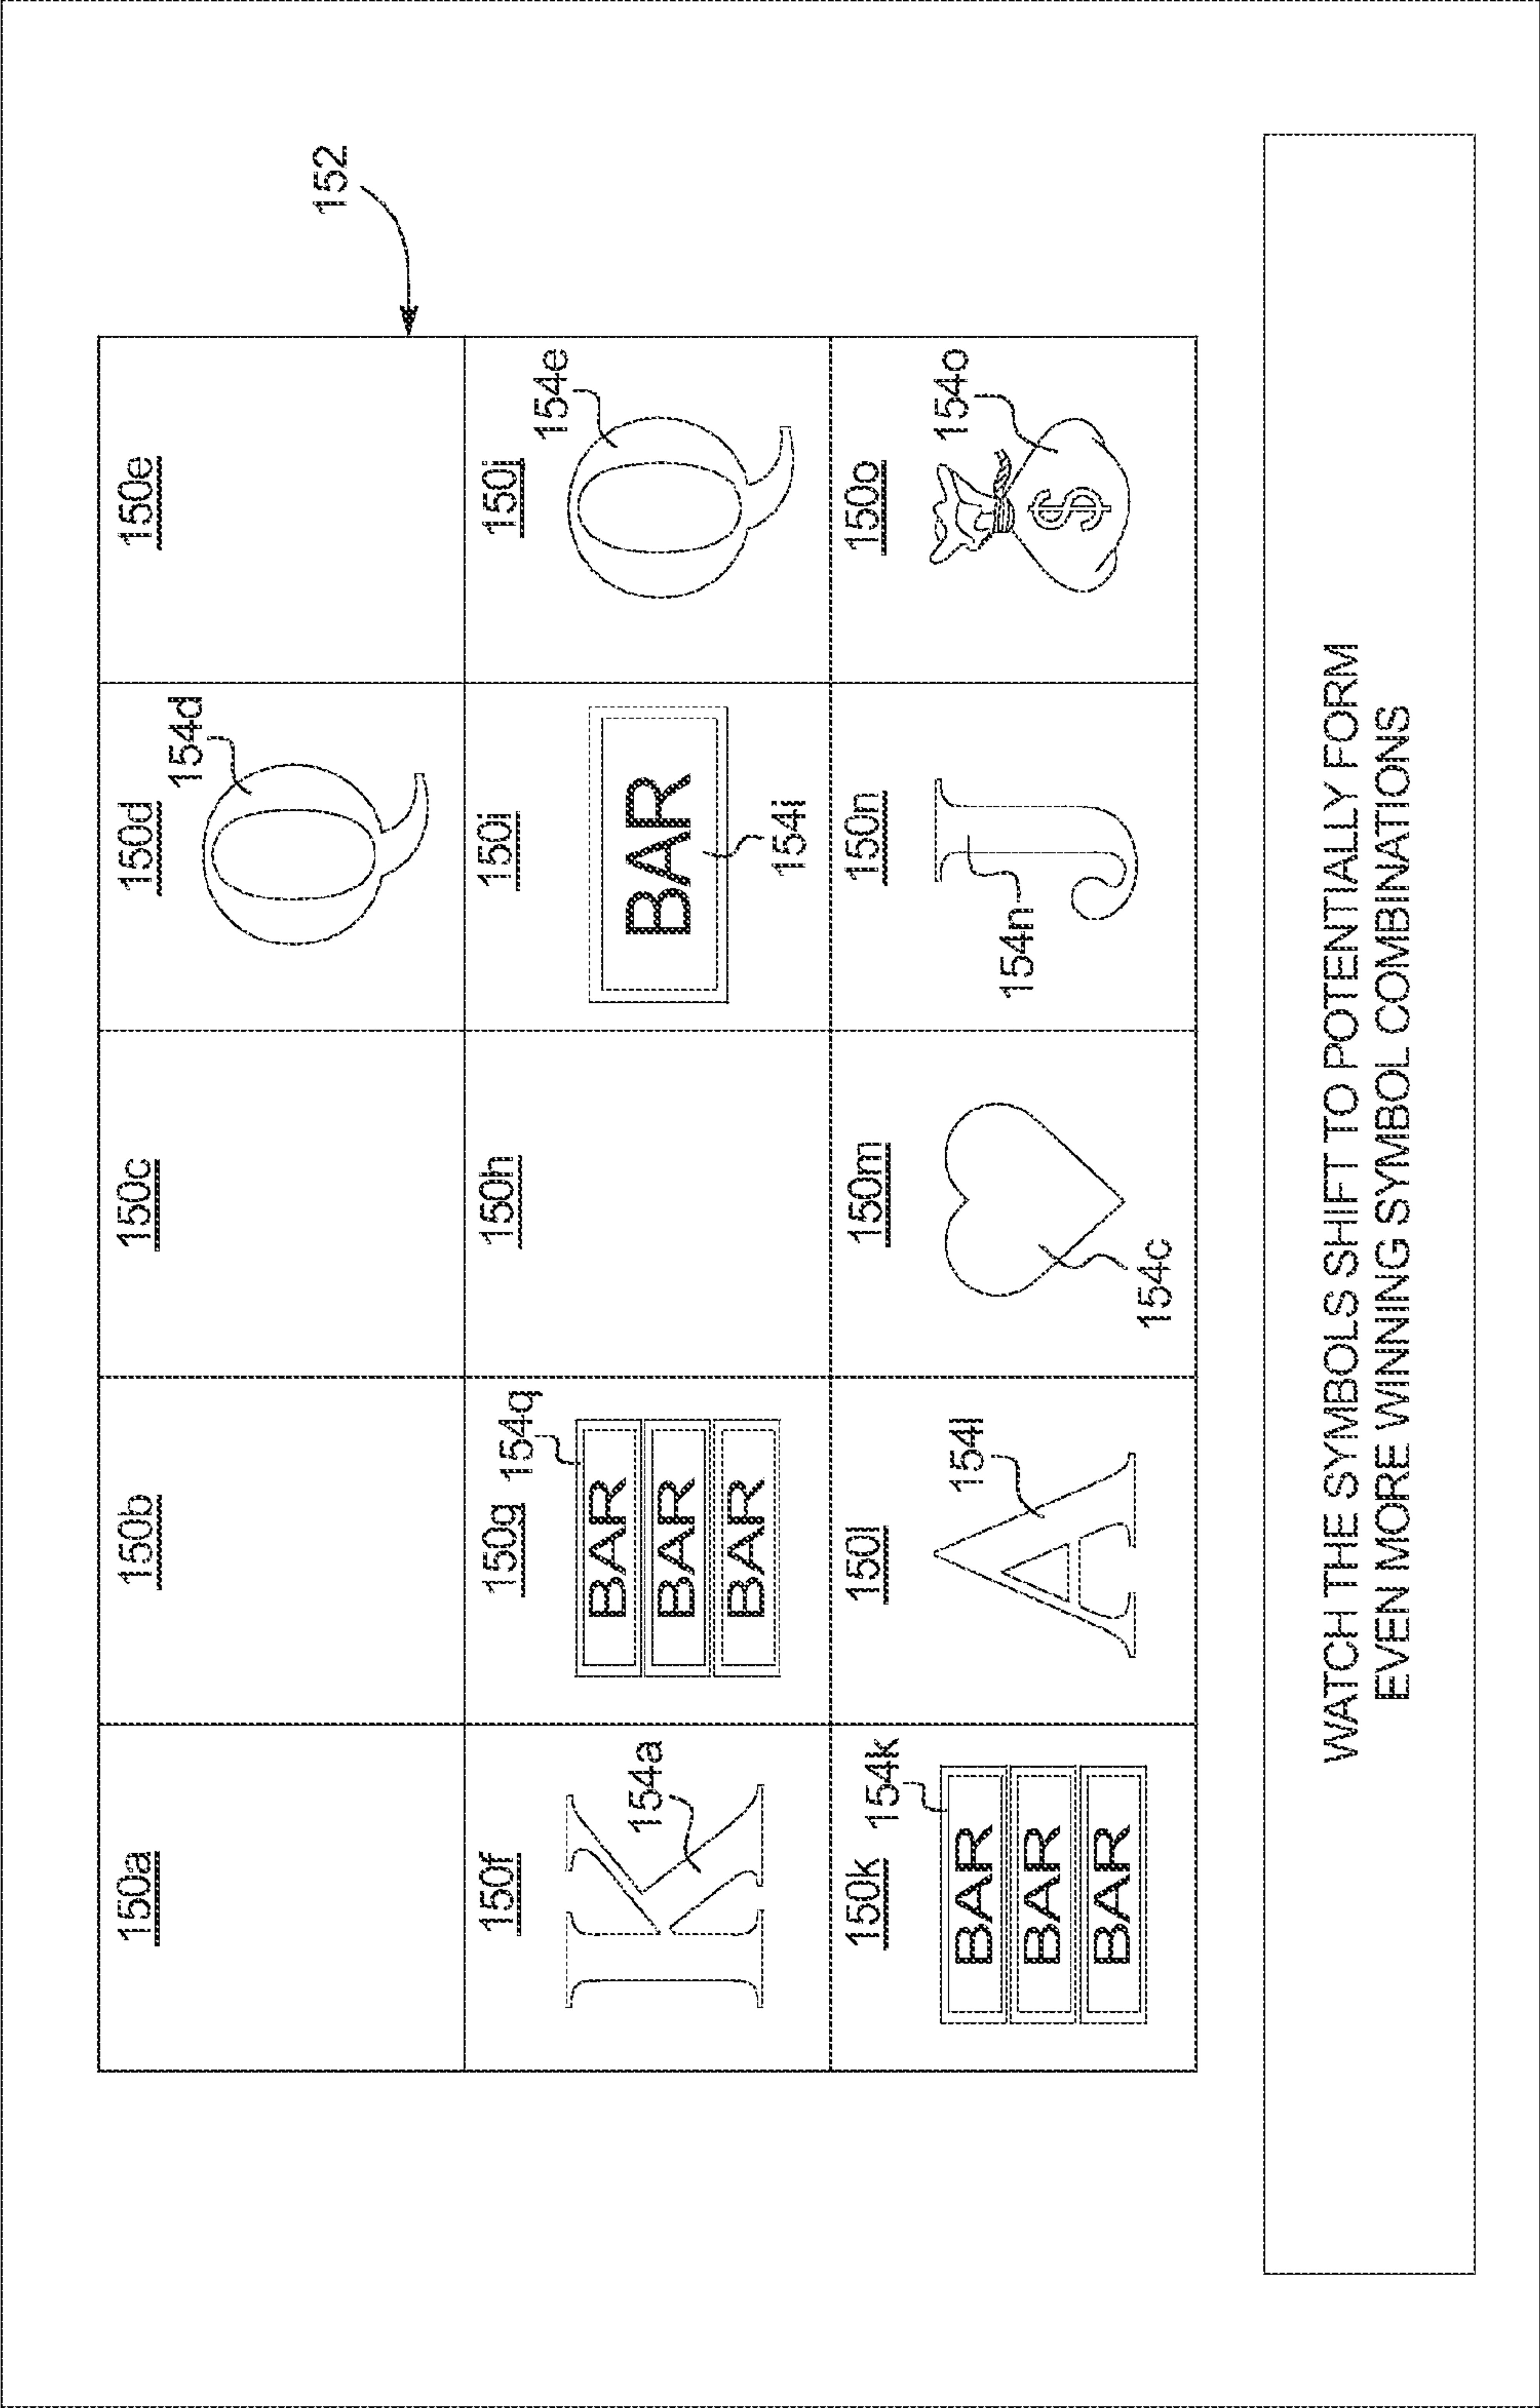 152
150a
150b
150c
150d
154d
150e
150f
154a
K
150g
154q
BAR
BAR
BAR
150h
150i
BAR
154i
150j
154e
Q
150k
154k
BAR
BAR
BAR
150l
154l
A
150m
154c
150n
154n
J
150o
154o
$
Q
WATCH THE SYMBOLS SHIFT TO POTENTIALLY FORM
EVEN MORE WINNING SYMBOL COMBINATIONS